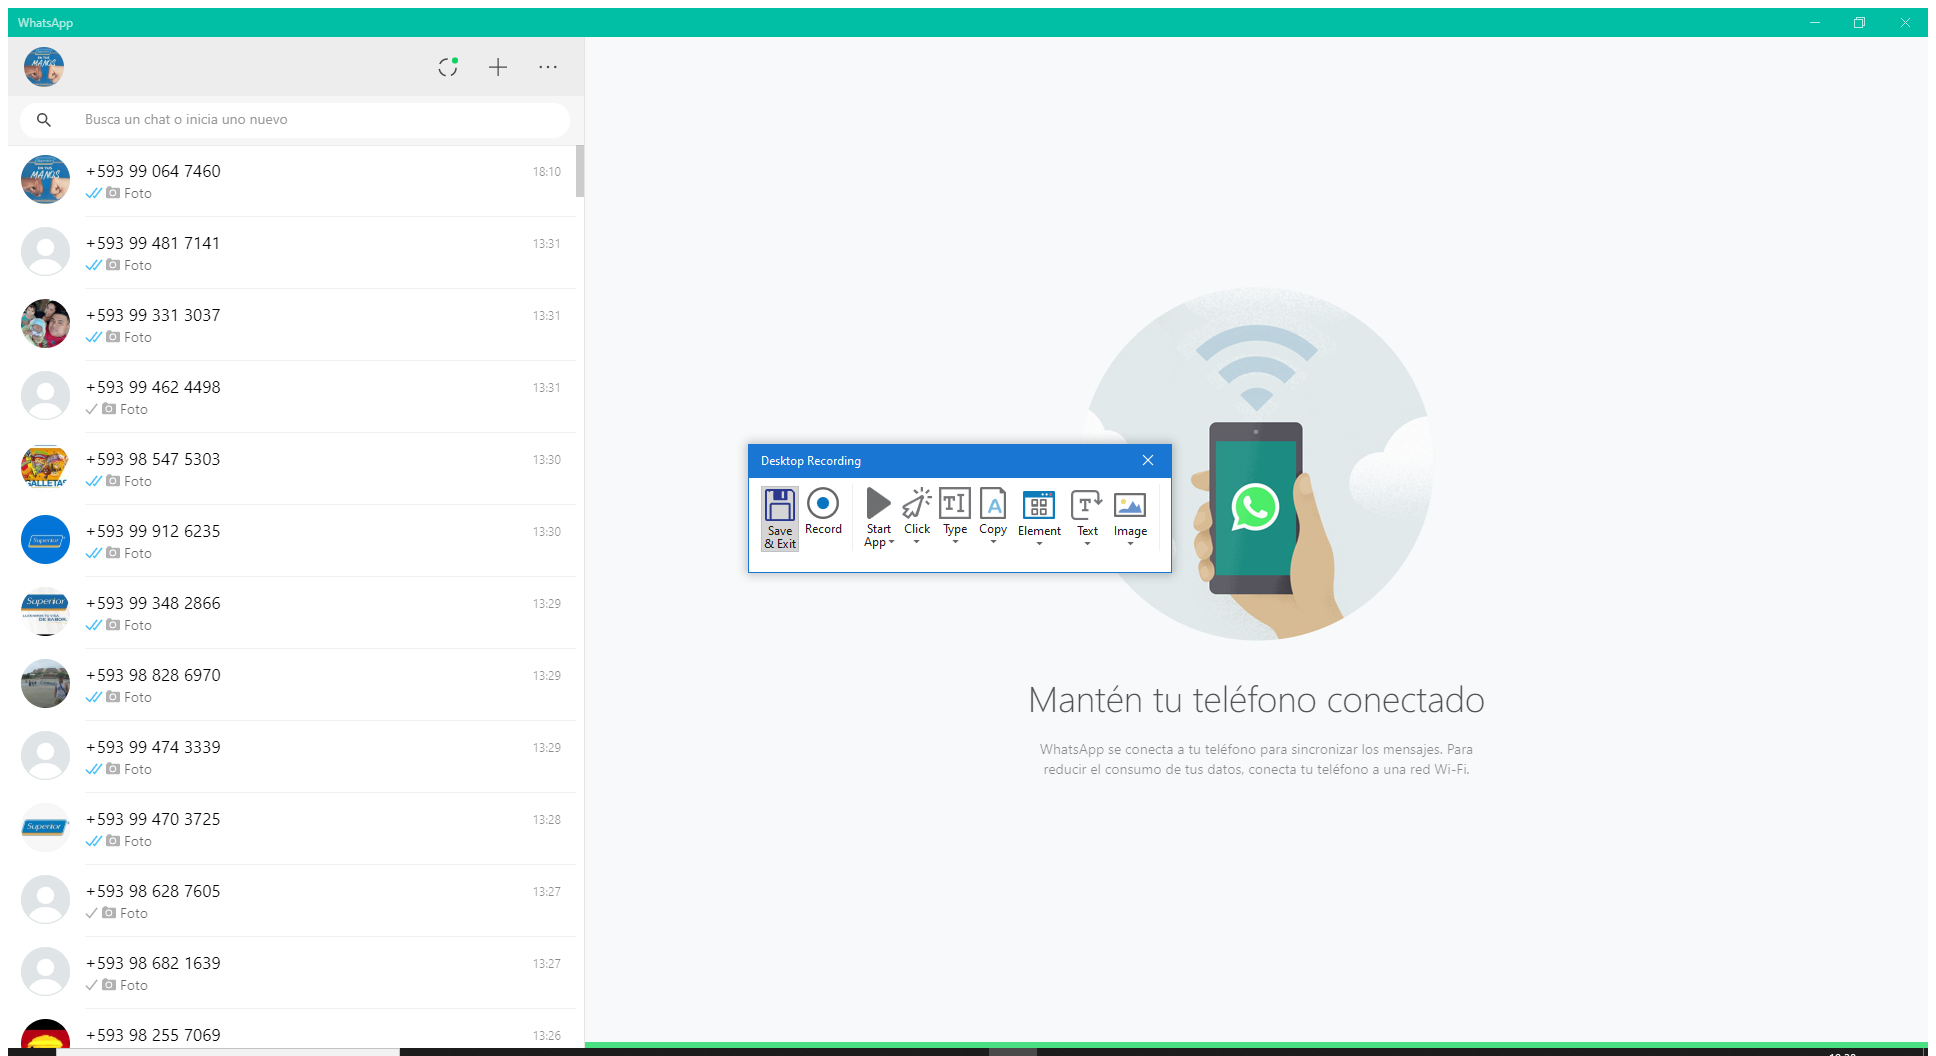 WhatsApp
Busca un chat o inicia uno nuevo
+593 99 064 7460 18:10
Foto
+593 99 481 7141 13:31
Foto
+593 99 331 3037 13:31
Foto
+593 99 462 4498 13:31
Foto
+593 98 547 5303 13:30
Foto
+593 99 912 6235 13:30
Foto
+593 99 348 2866 13:29
Foto
+593 98 828 6970 13:29
Foto
+593 99 474 3339 13:29
Foto
+593 99 470 3725 13:28
Foto
+593 98 628 7605 13:27
Foto
+593 98 682 1639 13:27
Foto
+593 98 255 7069 13:26
Desktop Recording
Save & Exit
Record
Start App
Click
Type
Copy
Element
Text
Image
Mantén tu teléfono conectado
WhatsApp se conecta a tu teléfono para sincronizar los mensajes. Para
reducir el consumo de tus datos, conecta tu teléfono a una red Wi-Fi.